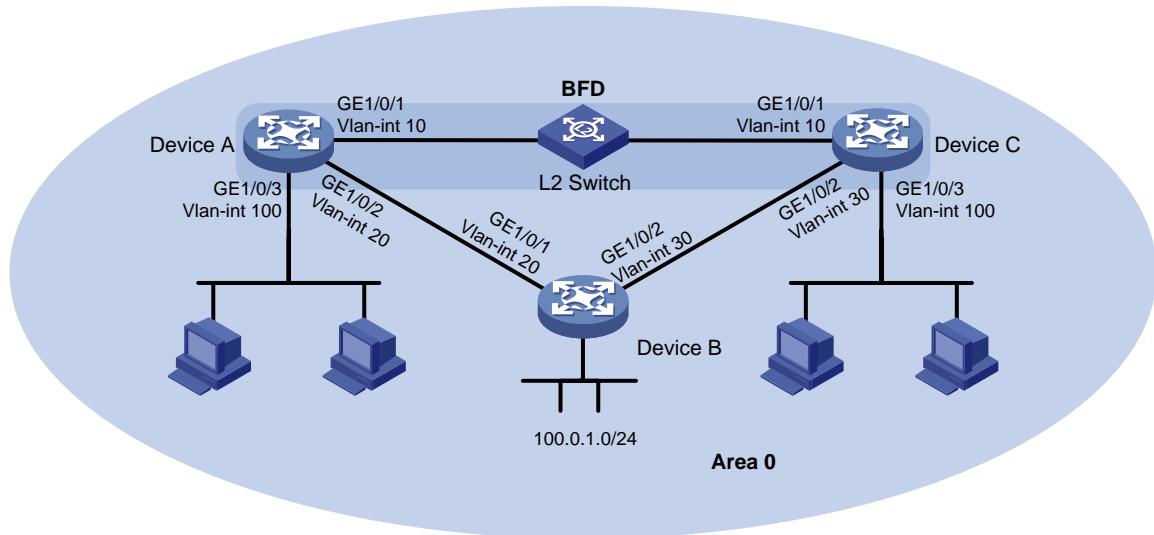 BFD
GE1/0/1
Vlan-int 10
GE1/0/1
Vlan-int 10
Device A
L2 Switch
Device C
GE1/0/3
Vlan-int 100
GE1/0/2
Vlan-int 20
GE1/0/1
Vlan-int 20
GE1/0/2
Vlan-int 30
GE1/0/2
Vlan-int 30
GE1/0/3
Vlan-int 100
Device B
100.0.1.0/24
Area 0